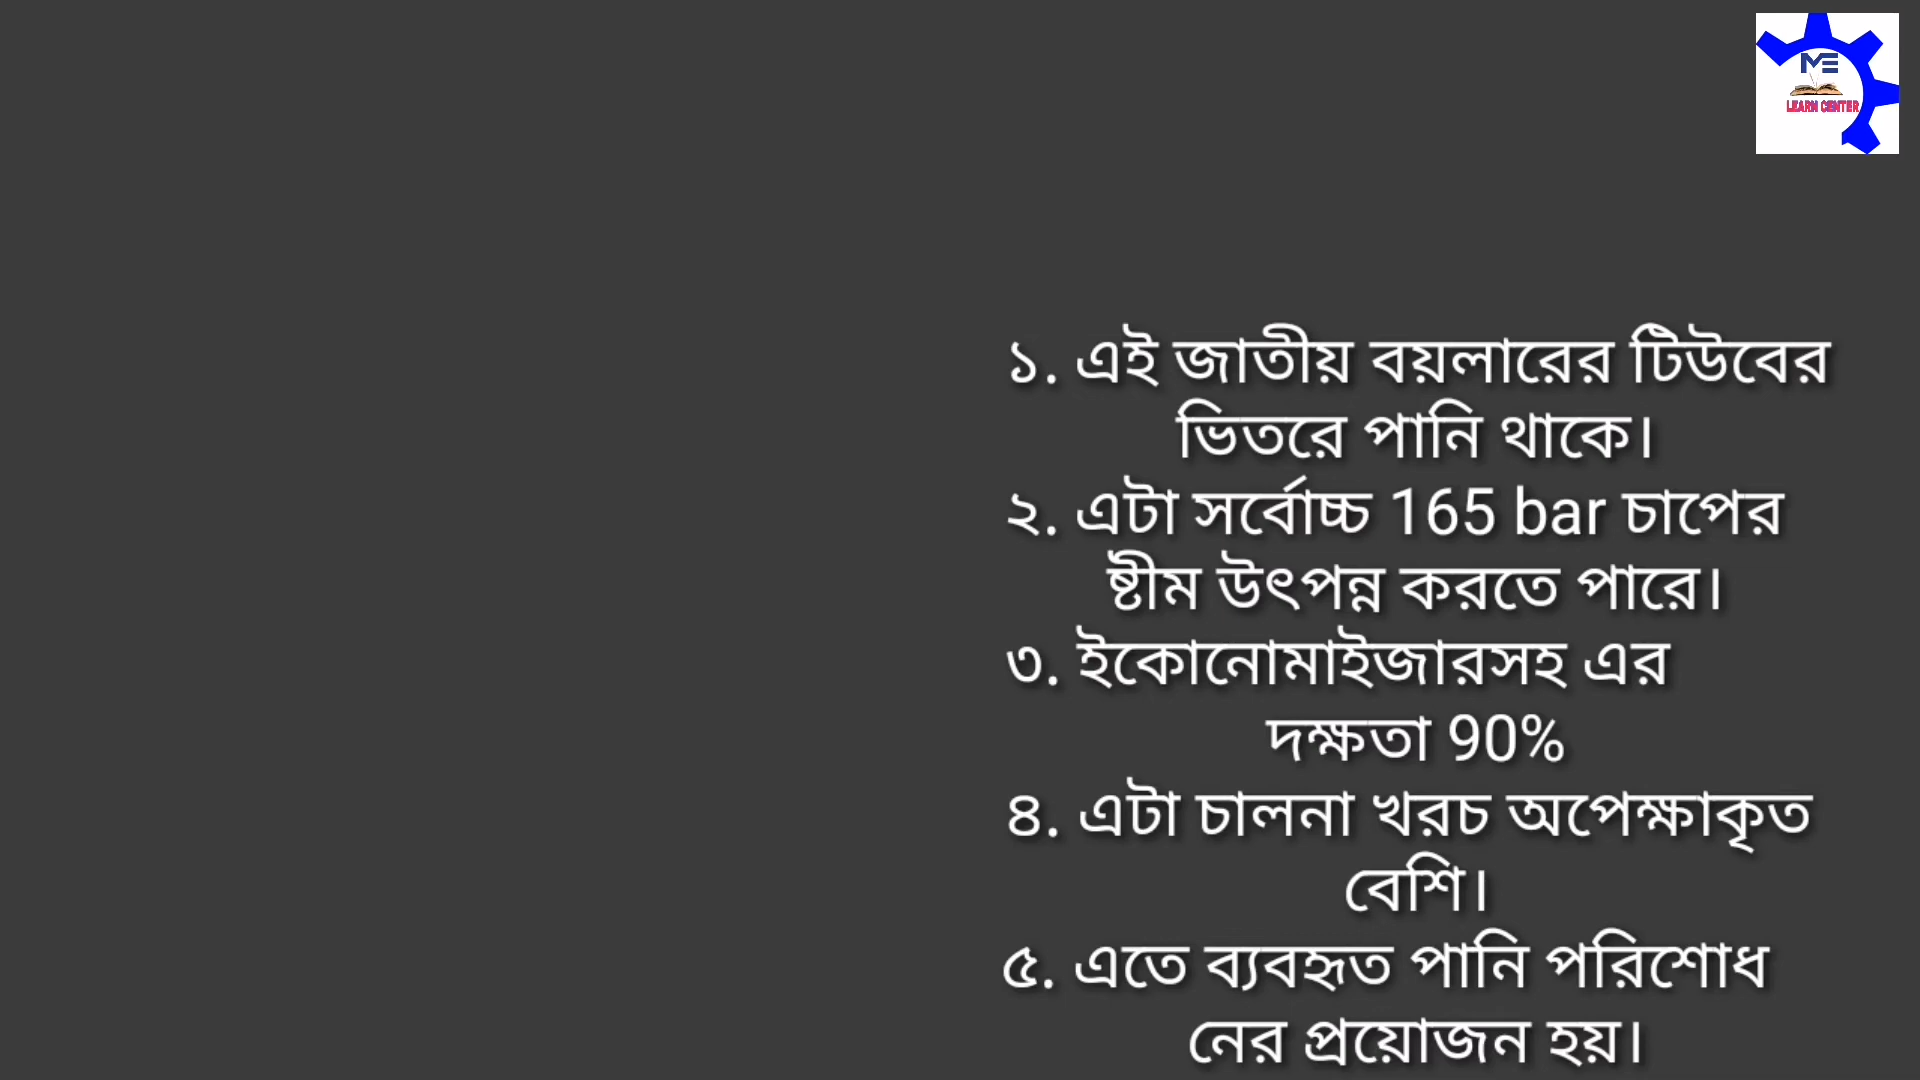 ME
LEARN CENTER
১. এই জাতীয় বয়লারের টিউবের
ভিতরে পানি থাকে।
২. এটা সর্বোচ্চ 165 bar চাপের
ষ্টীম উৎপন্ন করতে পারে।
৩. ইকোনোমাইজারসহ এর
দক্ষতা 90%
৪. এটা চালনা খরচ অপেক্ষাকৃত
বেশি।
৫. এতে ব্যবহৃত পানি পরিশোধ
নের প্রয়োজন হয়।